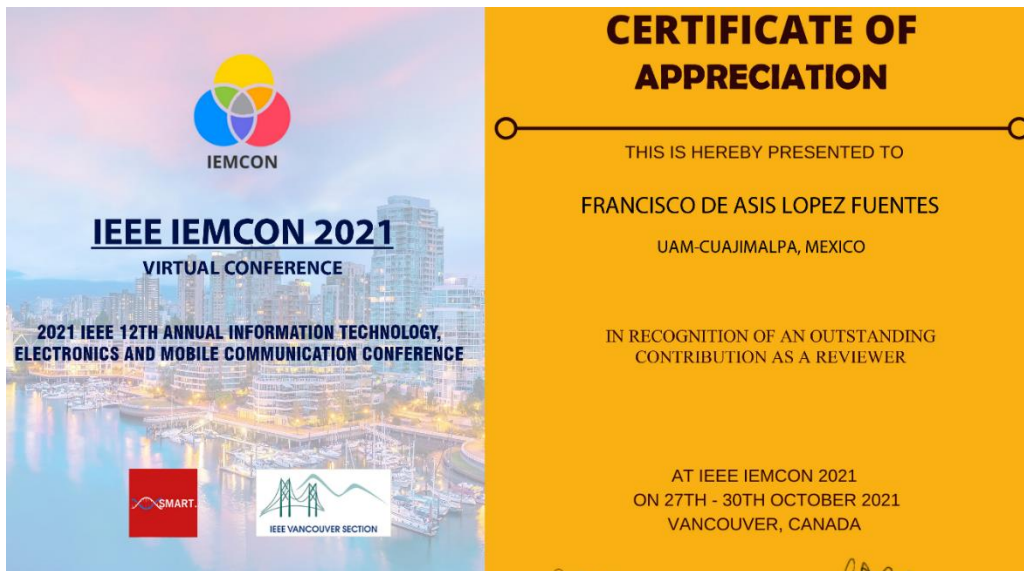 IEMCON
IEEE IEMCON 2021
VIRTUAL CONFERENCE
2021 IEEE 12TH ANNUAL INFORMATION TECHNOLOGY,
ELECTRONICS AND MOBILE COMMUNICATION CONFERENCE
SMART
IEEE VANCOUVER SECTION
CERTIFICATE OF
APPRECIATION
THIS IS HEREBY PRESENTED TO
FRANCISCO DE ASIS LOPEZ FUENTES
UAM-CUAJIMALPA, MEXICO
IN RECOGNITION OF AN OUTSTANDING
CONTRIBUTION AS A REVIEWER
AT IEEE IEMCON 2021
ON 27TH - 30TH OCTOBER 2021
VANCOUVER, CANADA